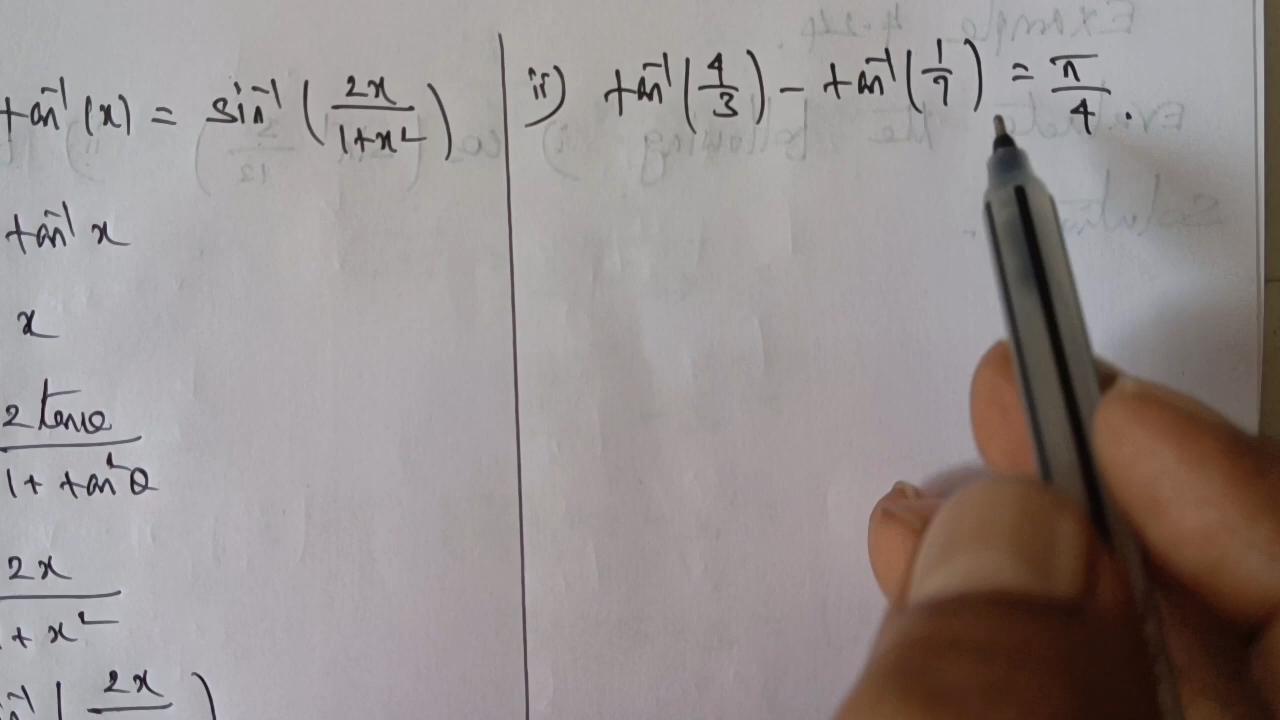 tan⁻¹(x) = sin⁻¹(2x/(1+x²))
tan⁻¹ x
x
2 tanθ
1 + tan²θ
2x
+ x²
2x
ii) tan⁻¹(4/3) - tan⁻¹(1/7) = π/4.